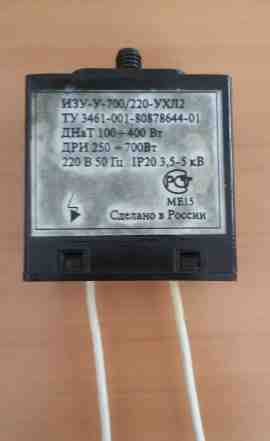 ИЗУ-У-700/220-УХЛ2
ТУ 3461-001-80878644-01
ДНаТ 100÷400 Вт
ДРИ 250 ÷ 700Вт
220 В 50 Гц IP20 3,5-5 кВ
РСТ
МЕ15
Сделано в России